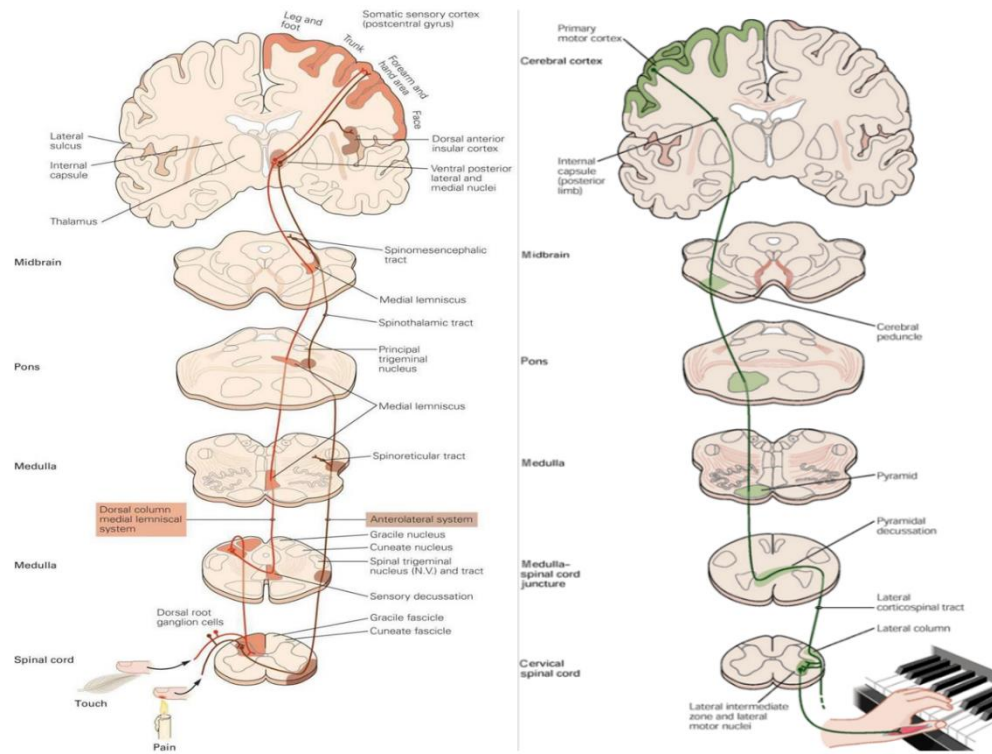 Leg and
foot
Somatic sensory cortex
(postcentral gyrus)
Trunk
Forearm and
hand area
Face
Lateral
sulcus
Internal
capsule
Thalamus
Dorsal anterior
insular cortex
Ventral posterior
lateral and
medial nuclei
Spinomesencephalic
tract
Midbrain
Medial lemniscus
Spinothalamic tract
Principal
trigeminal
nucleus
Pons
Medial lemniscus
Spinoreticular tract
Medulla
Dorsal column
medial lemniscal
system
Anterolateral system
Gracile nucleus
Cuneate nucleus
Medulla
Spinal trigeminal
nucleus (N.V.) and tract
Sensory decussation
Dorsal root
ganglion cells
Gracile fascicle
Cuneate fascicle
Spinal cord
Touch
Pain
Primary
motor cortex
Cerebral cortex
Internal
capsule
(posterior
limb)
Midbrain
Cerebral
peduncle
Pons
Medulla
Pyramid
Pyramidal
decussation
Medulla-
spinal cord
juncture
Lateral
corticospinal tract
Lateral column
Cervical
spinal cord
Lateral intermediate
zone and lateral
motor nuclei